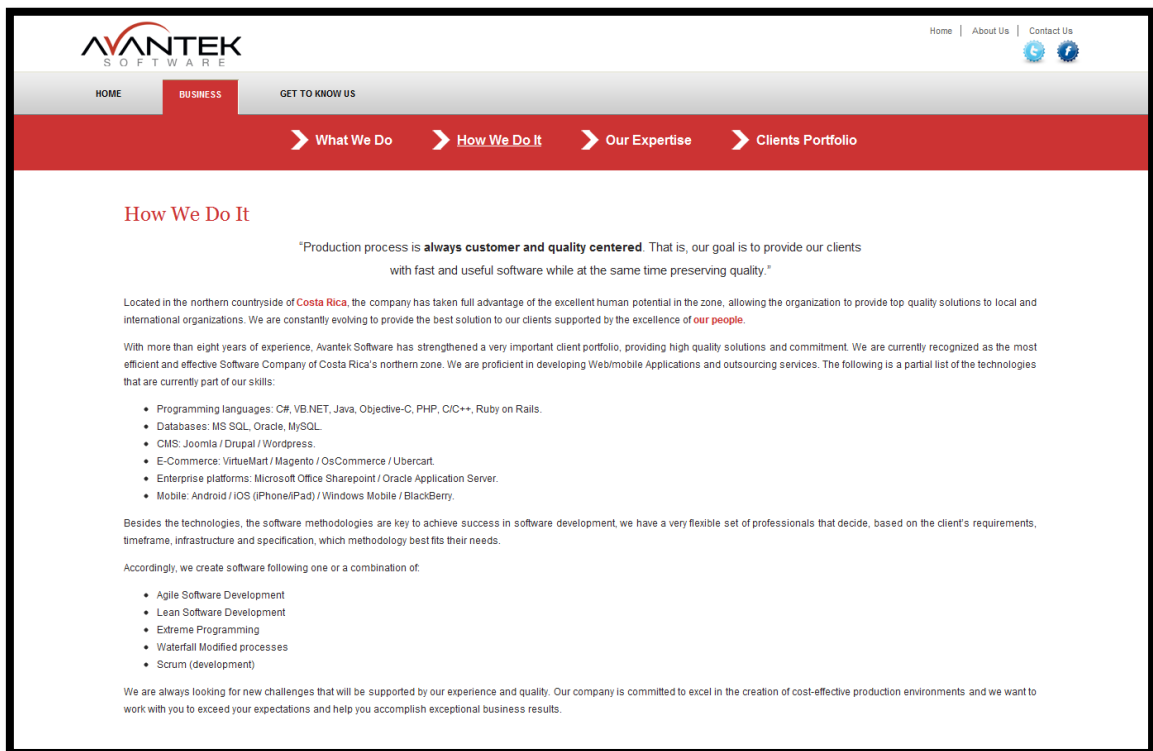 AVANTEK
SOFTWARE
Home | About Us | Contact Us
HOME
BUSINESS
GET TO KNOW US
What We Do
How We Do It
Our Expertise
Clients Portfolio
How We Do It
"Production process is always customer and quality centered. That is, our goal is to provide our clients
with fast and useful software while at the same time preserving quality."
Located in the northern countryside of Costa Rica, the company has taken full advantage of the excellent human potential in the zone, allowing the organization to provide top quality solutions to local and
international organizations. We are constantly evolving to provide the best solution to our clients supported by the excellence of our people.
With more than eight years of experience, Avantek Software has strengthened a very important client portfolio, providing high quality solutions and commitment. We are currently recognized as the most
efficient and effective Software Company of Costa Rica's northern zone. We are proficient in developing Web/mobile Applications and outsourcing services. The following is a partial list of the technologies
that are currently part of our skills:
• Programming languages: C#, VB.NET, Java, Objective-C, PHP, C/C++, Ruby on Rails.
• Databases: MS SQL, Oracle, MySQL.
• CMS: Joomla / Drupal / Wordpress.
• E-Commerce: VirtueMart / Magento / OsCommerce / Ubercart.
• Enterprise platforms: Microsoft Office Sharepoint / Oracle Application Server.
• Mobile: Android / iOS (iPhone/iPad) / Windows Mobile / BlackBerry.
Besides the technologies, the software methodologies are key to achieve success in software development, we have a very flexible set of professionals that decide, based on the client's requirements,
timeframe, infrastructure and specification, which methodology best fits their needs.
Accordingly, we create software following one or a combination of:
• Agile Software Development
• Lean Software Development
• Extreme Programming
• Waterfall Modified processes
• Scrum (development)
We are always looking for new challenges that will be supported by our experience and quality. Our company is committed to excel in the creation of cost-effective production environments and we want to
work with you to exceed your expectations and help you accomplish exceptional business results.